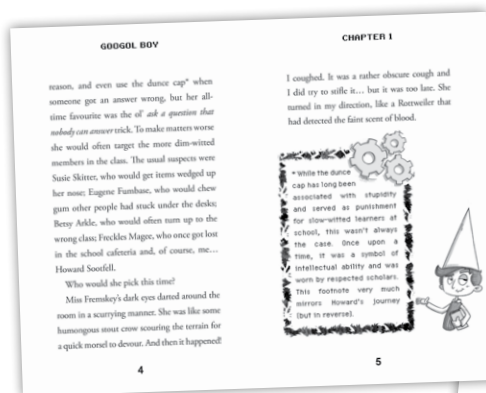 GOOGOL BOY
reason, and even use the dunce cap* when
someone got an answer wrong, but her all-
time favourite was the ol' ask a question that
nobody can answer trick. To make matters worse
she would often target the more dim-witted
members in the class. The usual suspects were
Susie Skitter, who would get items wedged up
her nose; Eugene Fumbase, who would chew
gum other people had stuck under the desks;
Betsy Arkle, who would often turn up to the
wrong class; Freckles Magee, who once got lost
in the school cafeteria and, of course, me…
Howard Sootfell.
Who would she pick this time?
Miss Fremskey's dark eyes darted around the
room in a scurrying manner. She was like some
humongous stout crow scouring the terrain for
a quick morsel to devour. And then it happened!
4
CHAPTER 1
I coughed. It was a rather obscure cough and
I did try to stifle it… but it was too late. She
turned in my direction, like a Rottweiler that
had detected the faint scent of blood.
* While the dunce
cap has long been
associated with stupidity
and served as punishment
for slow-witted learners at
school, this wasn't always
the case. Once upon a
time, it was a symbol of
intellectual ability and was
worn by respected scholars.
This footnote very much
mirrors Howard's journey
(but in reverse).
5